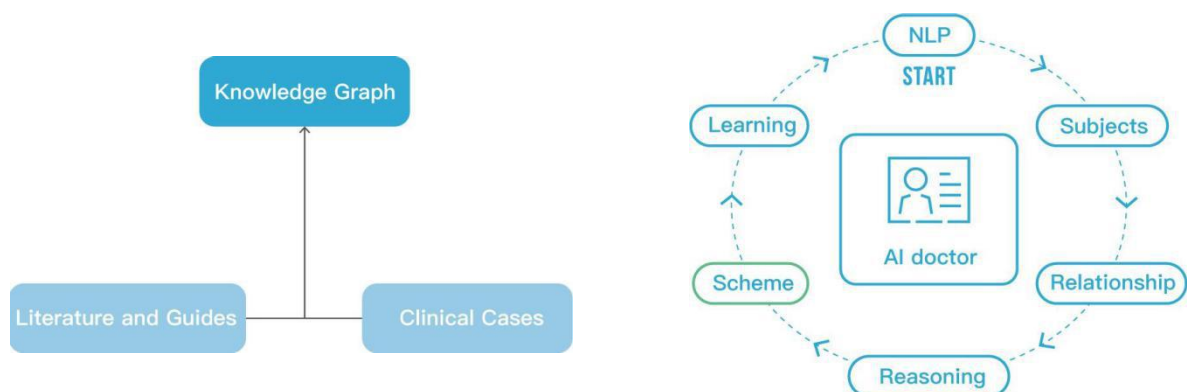 Knowledge Graph
Literature and Guides
Clinical Cases
NLP
START
Learning
Subjects
AI doctor
Scheme
Relationship
Reasoning